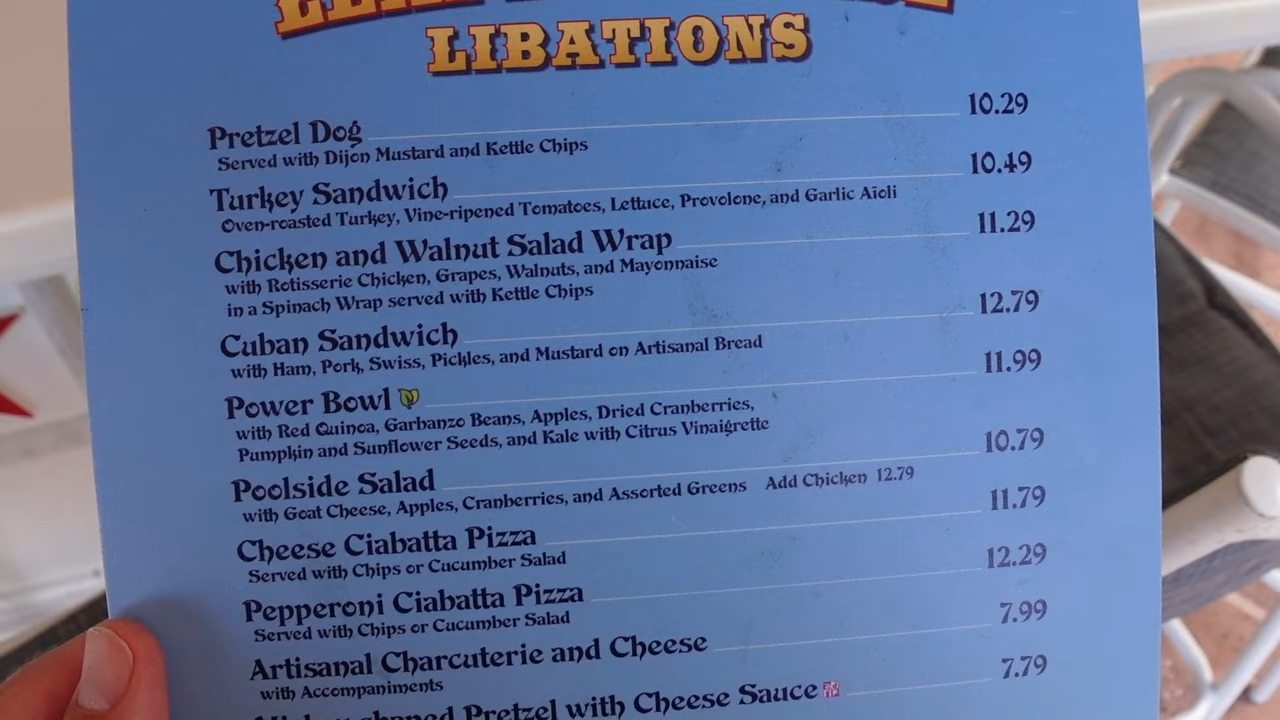 LIBATIONS
Pretzel Dog 10.29
Served with Dijon Mustard and Kettle Chips
Turkey Sandwich 10.49
Oven-roasted Turkey, Vine-ripened Tomatoes, Lettuce, Provolone, and Garlic Aïoli
Chicken and Walnut Salad Wrap 11.29
with Rotisserie Chicken, Grapes, Walnuts, and Mayonnaise
in a Spinach Wrap served with Kettle Chips
Cuban Sandwich 12.79
with Ham, Pork, Swiss, Pickles, and Mustard on Artisanal Bread
Power Bowl 11.99
with Red Quinoa, Garbanzo Beans, Apples, Dried Cranberries,
Pumpkin and Sunflower Seeds, and Kale with Citrus Vinaigrette
Poolside Salad 10.79
with Goat Cheese, Apples, Cranberries, and Assorted Greens Add Chicken 12.79
Cheese Ciabatta Pizza 11.79
Served with Chips or Cucumber Salad
Pepperoni Ciabatta Pizza 12.29
Served with Chips or Cucumber Salad
Artisanal Charcuterie and Cheese 7.99
with Accompaniments
Pretzel with Cheese Sauce 7.79